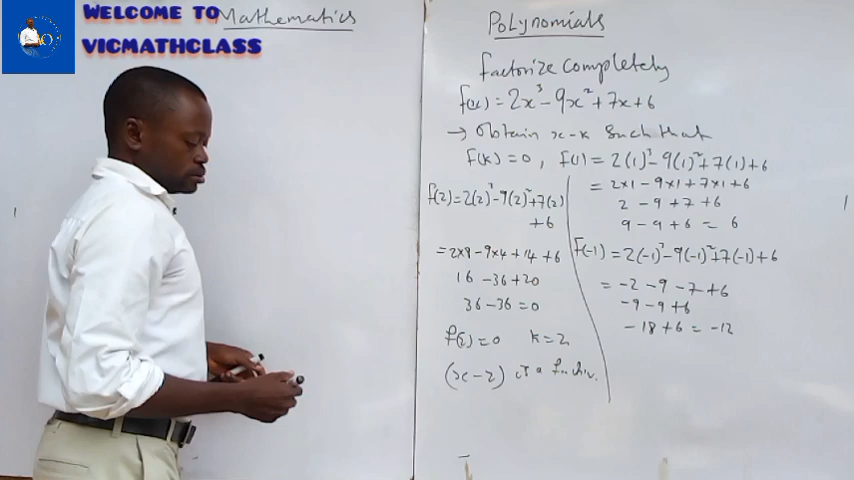 WELCOME TO
VICMATHCLASS
Mathematics
Polynomials
factorize completely
f(x) = 2x³ - 9x² + 7x + 6
→ Obtain x-k such that
f(k) = 0, f(1) = 2(1)³ - 9(1)² + 7(1) + 6
= 2x1 - 9x1 + 7x1 + 6
2 - 9 + 7 + 6
9 - 9 + 6 = 6
f(-1) = 2(-1)³ - 9(-1)² + 7(-1) + 6
= -2 - 9 - 7 + 6
-9 - 9 + 6
-18 + 6 = -12
f(2) = 2(2)³ - 9(2)² + 7(2)
+ 6
= 2x8 - 9x4 + 14 + 6
16 - 36 + 20
36 - 36 = 0
f(2) = 0 k = 2
(x - 2) is a